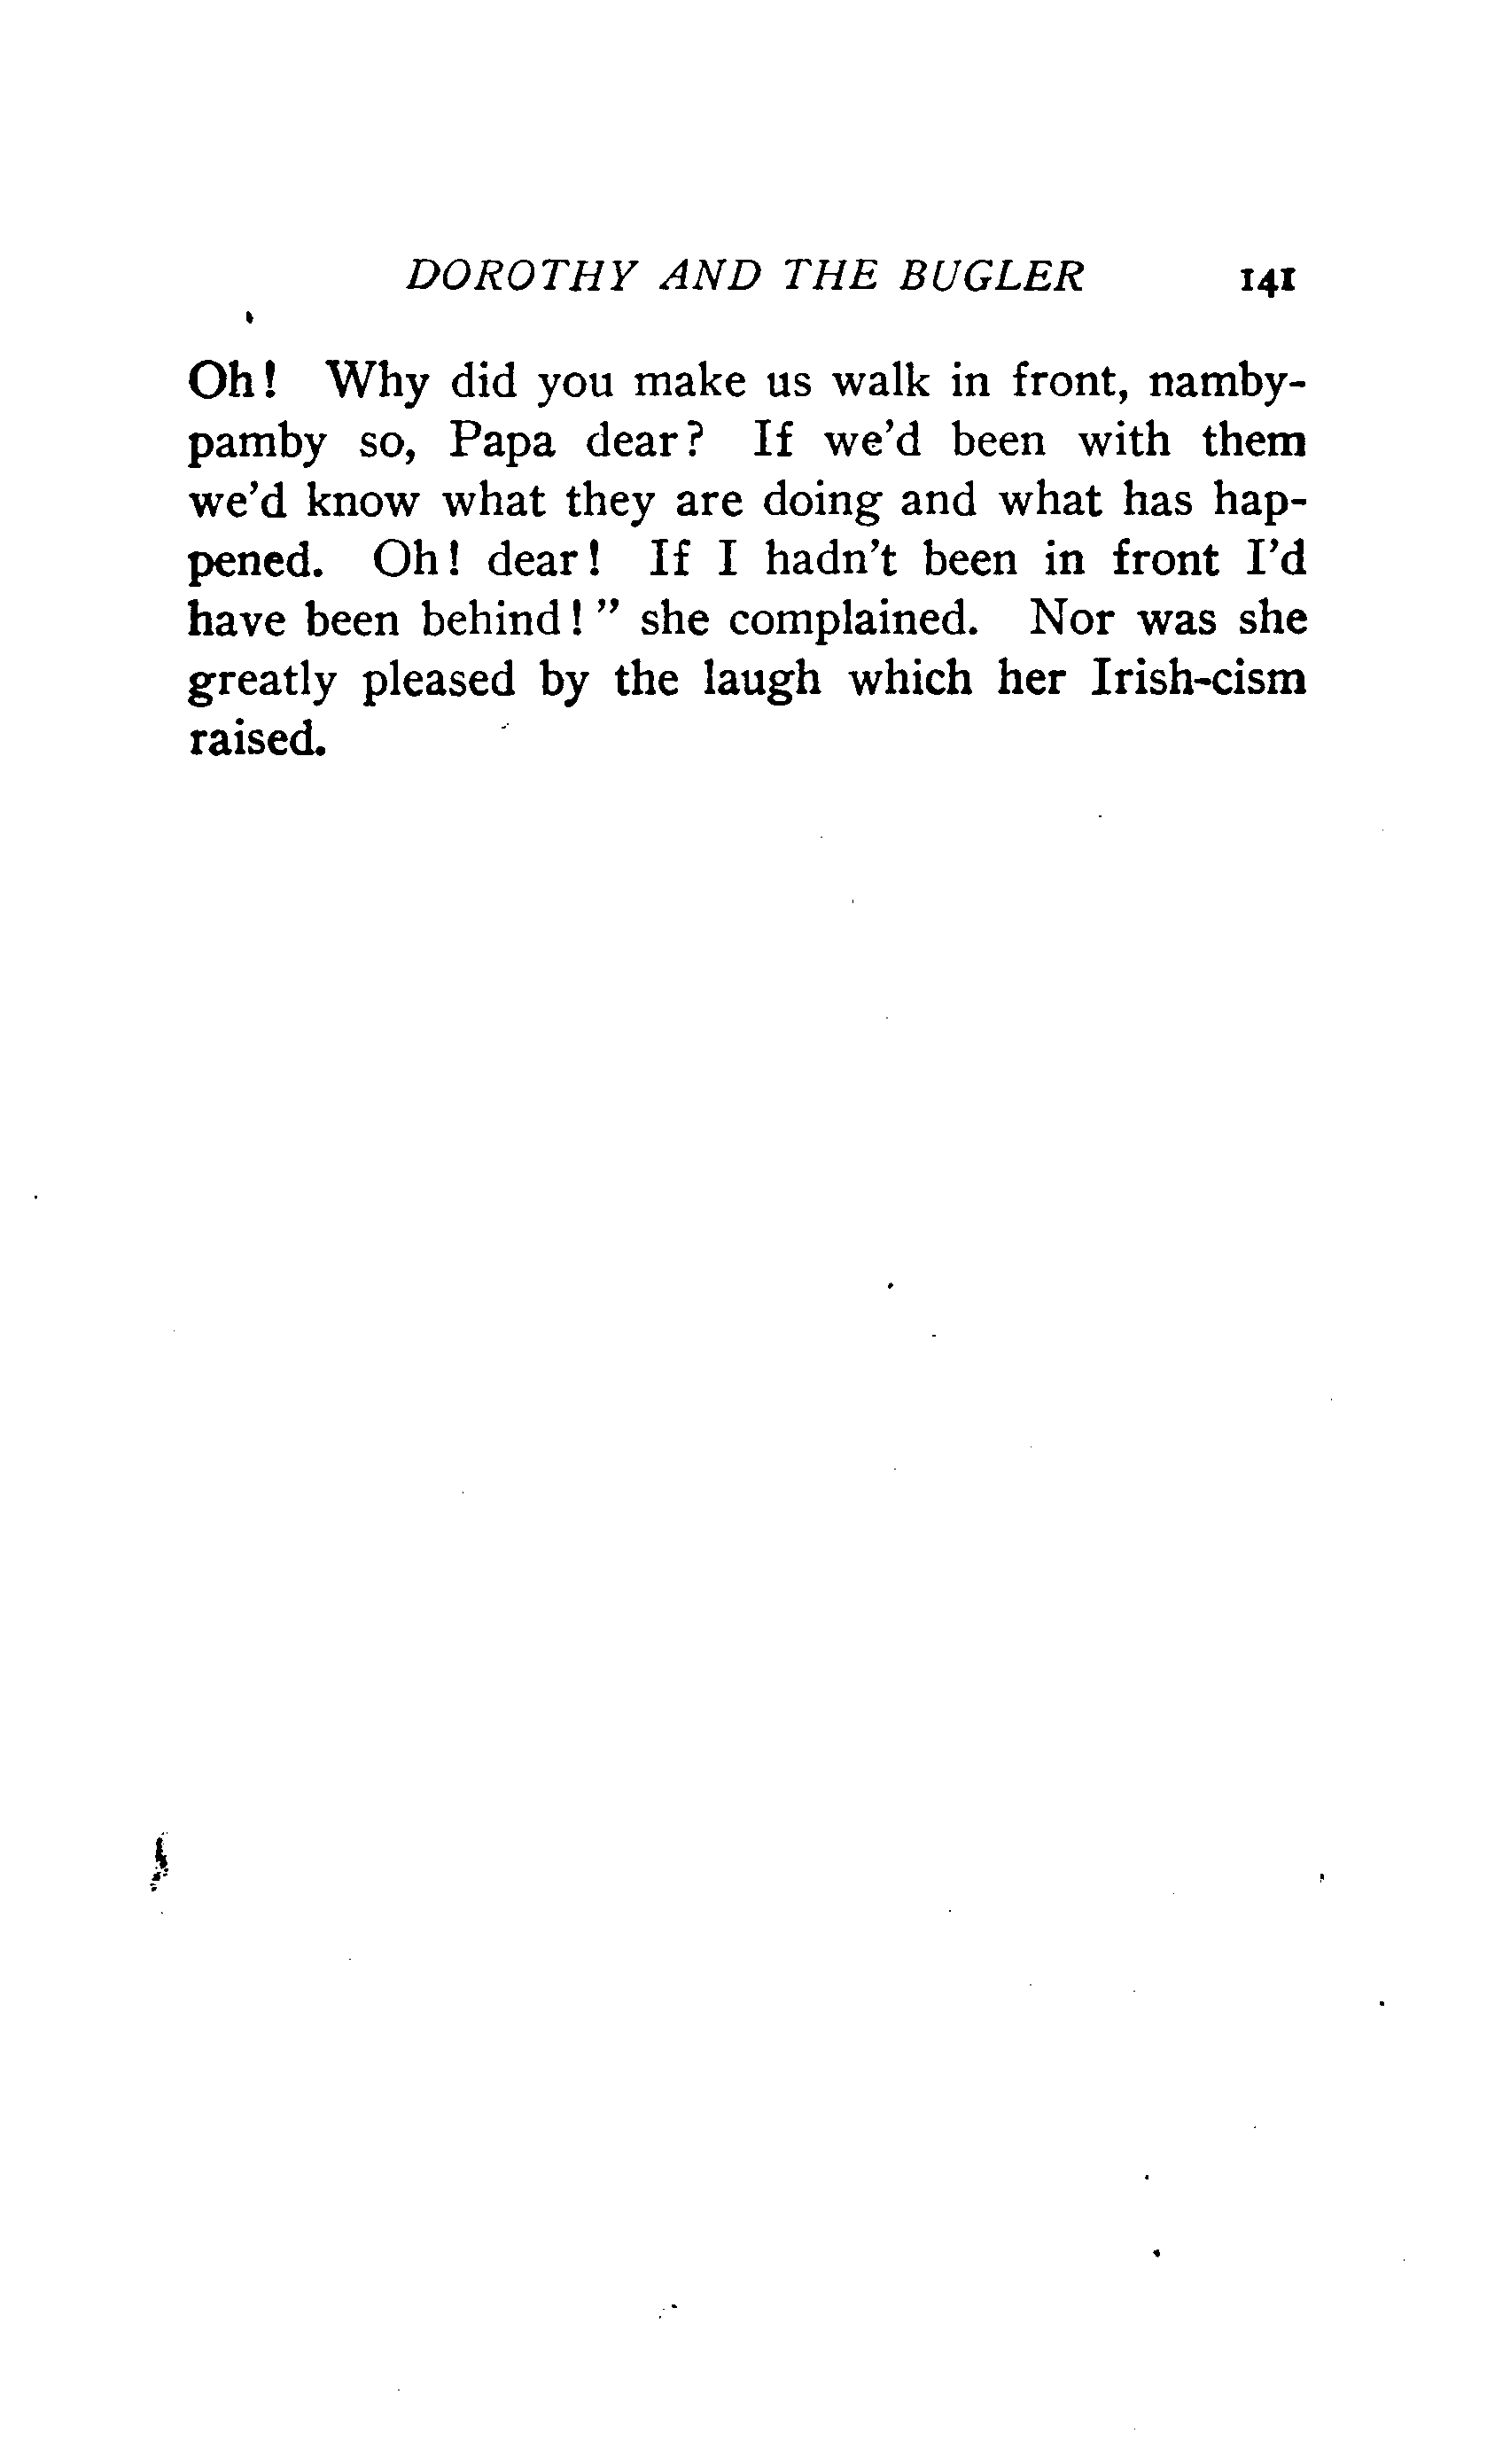 DOROTHY AND THE BUGLER 141
Oh! Why did you make us walk in front, namby-
pamby so, Papa dear? If we'd been with them
we'd know what they are doing and what has hap-
pened. Oh! dear! If I hadn't been in front I'd
have been behind!" she complained. Nor was she
greatly pleased by the laugh which her Irish-cism
raised.